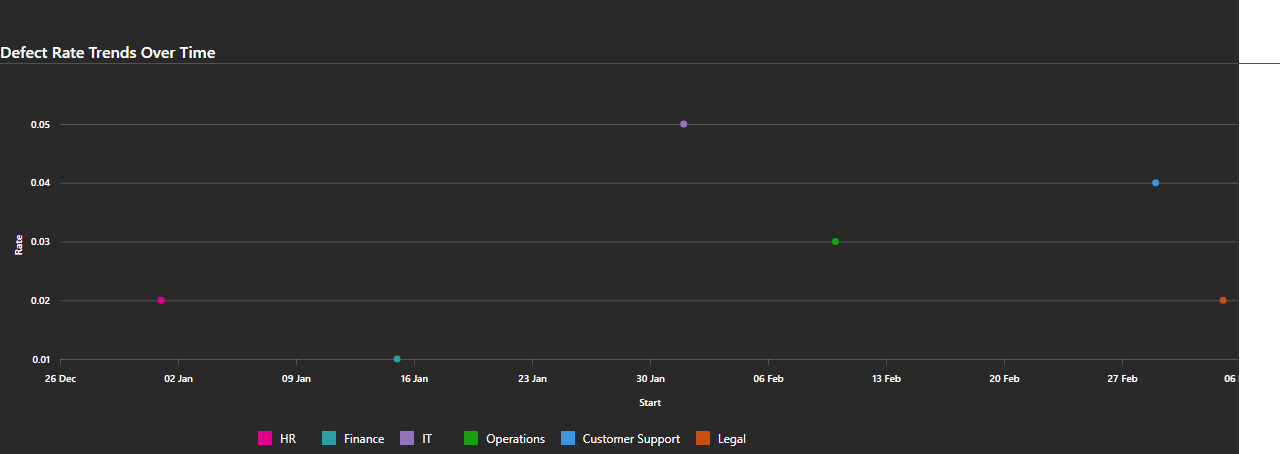 Defect Rate Trends Over Time
0.05
0.04
0.03
0.02
0.01
Rate
26 Dec 02 Jan 09 Jan 16 Jan 23 Jan 30 Jan 06 Feb 13 Feb 20 Feb 27 Feb 06
Start
HR Finance IT Operations Customer Support Legal